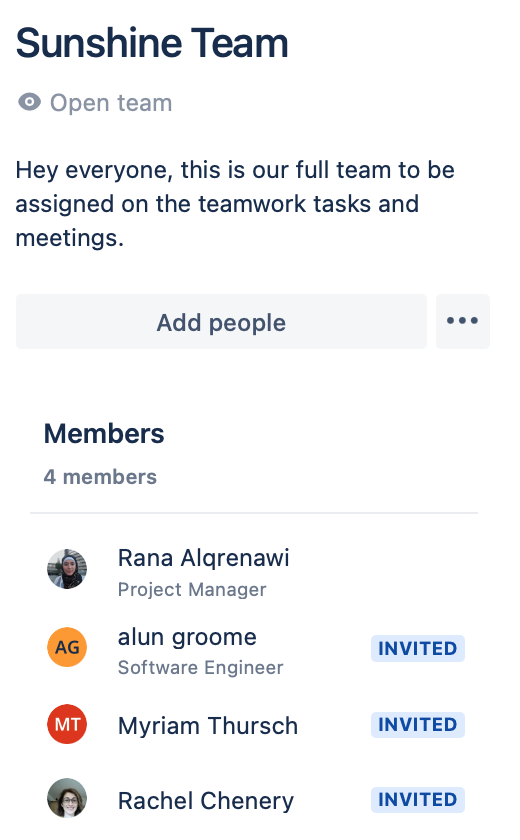 Sunshine Team
Open team
Hey everyone, this is our full team to be
assigned on the teamwork tasks and
meetings.
Add people
Members
4 members
Rana Alqrenawi
Project Manager
AG
alun groome
INVITED
Software Engineer
MT
Myriam Thursch
INVITED
Rachel Chenery
INVITED